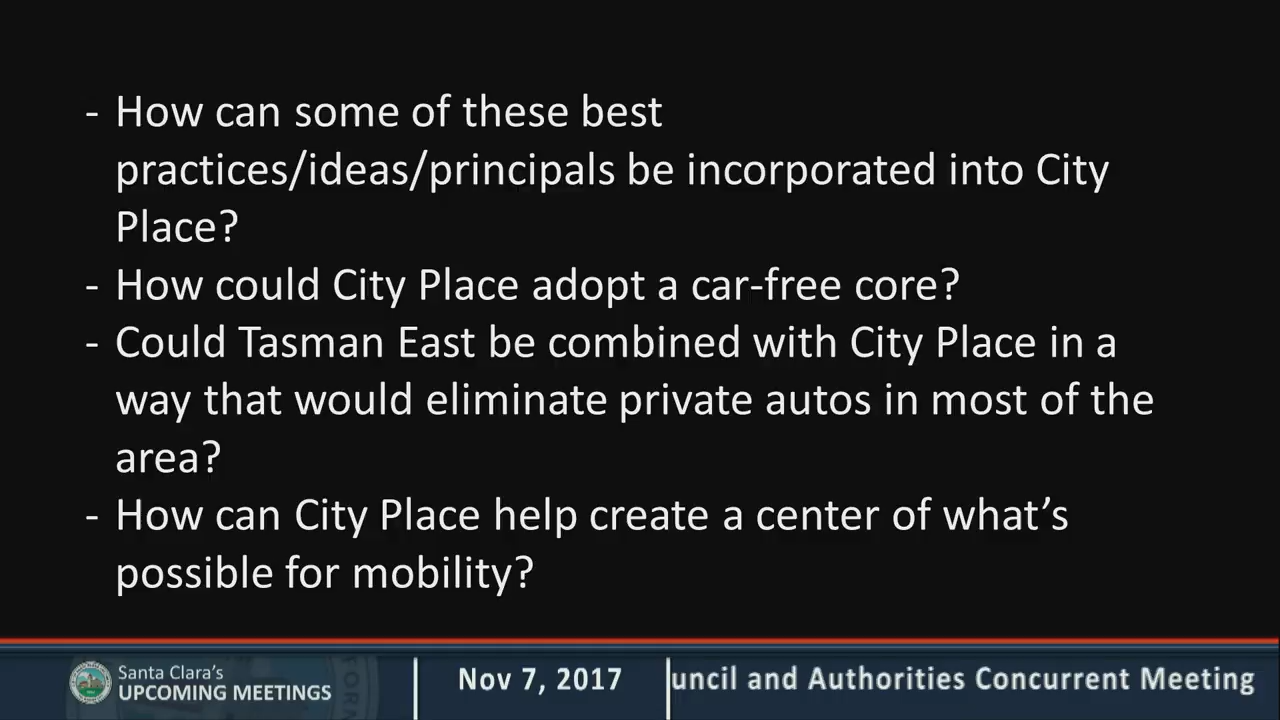 - How can some of these best
practices/ideas/principals be incorporated into City
Place?
- How could City Place adopt a car-free core?
- Could Tasman East be combined with City Place in a
way that would eliminate private autos in most of the
area?
- How can City Place help create a center of what's
possible for mobility?
Santa Clara's
UPCOMING MEETINGS
Nov 7, 2017
uncil and Authorities Concurrent Meeting